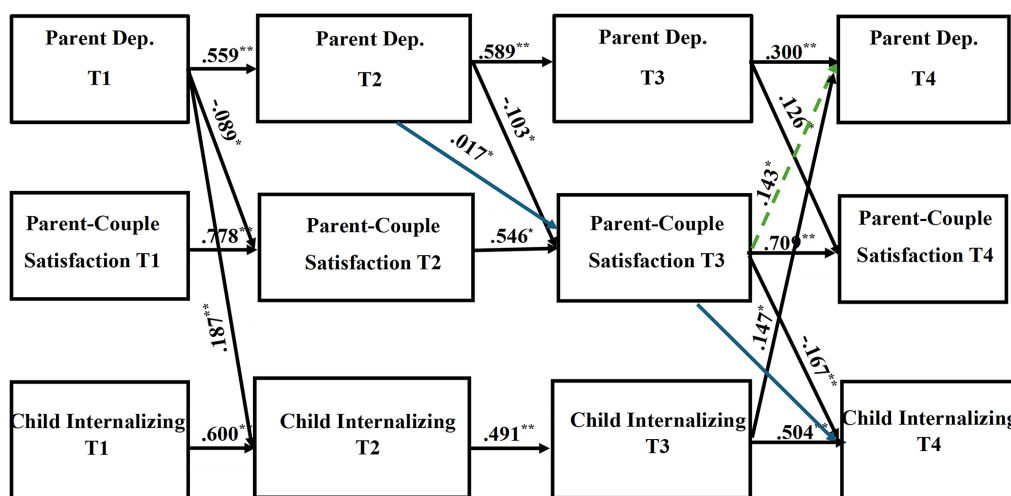 Parent Dep.
T1
.559**
Parent Dep.
T2
.589**
Parent Dep.
T3
.300**
Parent Dep.
T4
-.089*
-.103*
.017*
.126*
.143*
Parent-Couple
Satisfaction T1
.778**
Parent-Couple
Satisfaction T2
.546*
Parent-Couple
Satisfaction T3
.709**
Parent-Couple
Satisfaction T4
.187**
.147*
-.167**
Child Internalizing
T1
.600**
Child Internalizing
T2
.491**
Child Internalizing
T3
.504**
Child Internalizing
T4